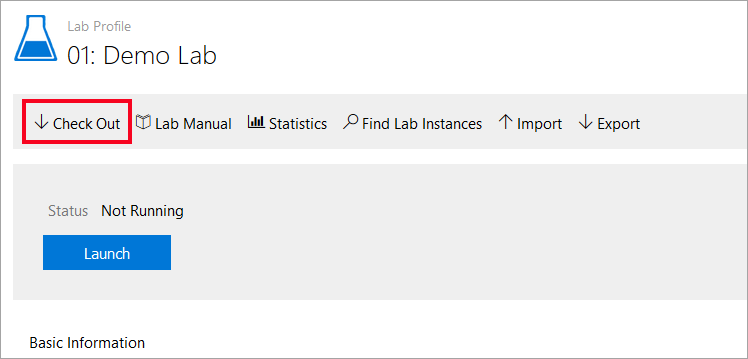 Lab Profile
01: Demo Lab
Check Out Lab Manual Statistics Find Lab Instances Import Export
Status Not Running
Launch
Basic Information